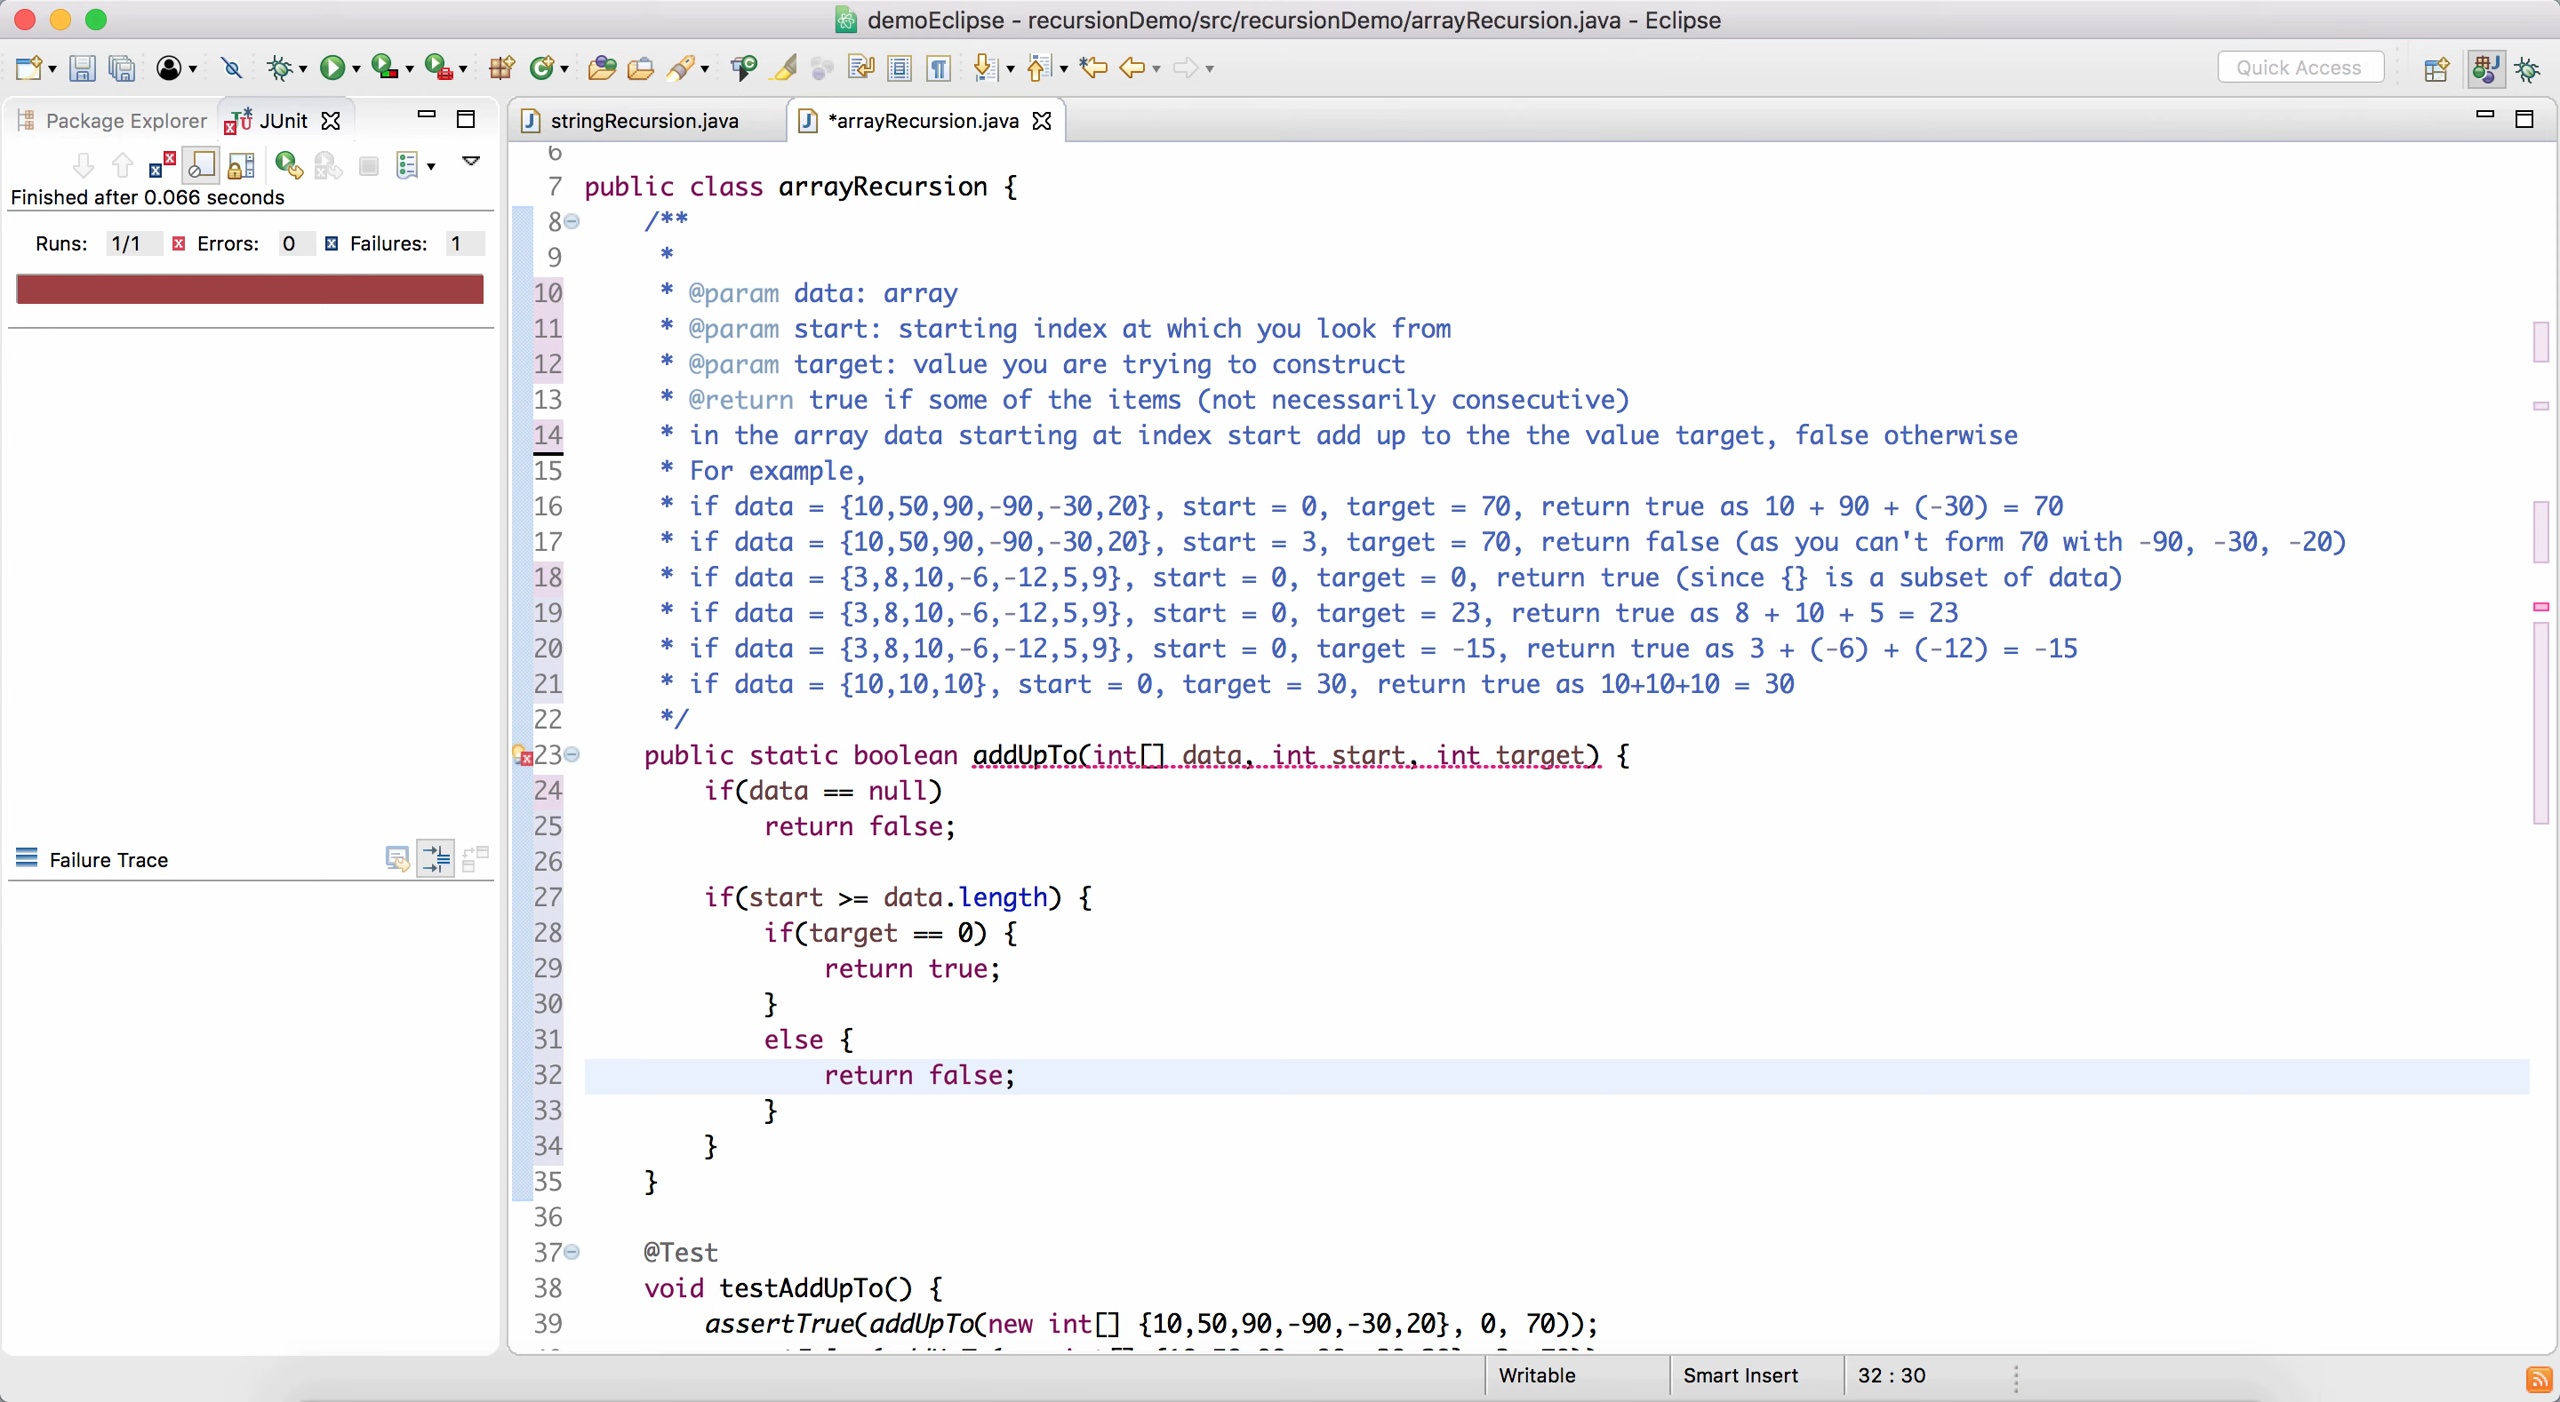 demoEclipse - recursionDemo/src/recursionDemo/arrayRecursion.java - Eclipse
Quick Access
Package Explorer JUnit
Finished after 0.066 seconds
Runs: 1/1 Errors: 0 Failures: 1
Failure Trace
stringRecursion.java *arrayRecursion.java
6
7 public class arrayRecursion {
8 /**
9 *
10 * @param data: array
11 * @param start: starting index at which you look from
12 * @param target: value you are trying to construct
13 * @return true if some of the items (not necessarily consecutive)
14 * in the array data starting at index start add up to the the value target, false otherwise
15 * For example,
16 * if data = {10,50,90,-90,-30,20}, start = 0, target = 70, return true as 10 + 90 + (-30) = 70
17 * if data = {10,50,90,-90,-30,20}, start = 3, target = 70, return false (as you can't form 70 with -90, -30, -20)
18 * if data = {3,8,10,-6,-12,5,9}, start = 0, target = 0, return true (since {} is a subset of data)
19 * if data = {3,8,10,-6,-12,5,9}, start = 0, target = 23, return true as 8 + 10 + 5 = 23
20 * if data = {3,8,10,-6,-12,5,9}, start = 0, target = -15, return true as 3 + (-6) + (-12) = -15
21 * if data = {10,10,10}, start = 0, target = 30, return true as 10+10+10 = 30
22 */
23 public static boolean addUpTo(int[] data, int start, int target) {
24 if(data == null)
25 return false;
26
27 if(start >= data.length) {
28 if(target == 0) {
29 return true;
30 }
31 else {
32 return false;
33 }
34 }
35 }
36
37 @Test
38 void testAddUpTo() {
39 assertTrue(addUpTo(new int[] {10,50,90,-90,-30,20}, 0, 70));
Writable Smart Insert 32 : 30